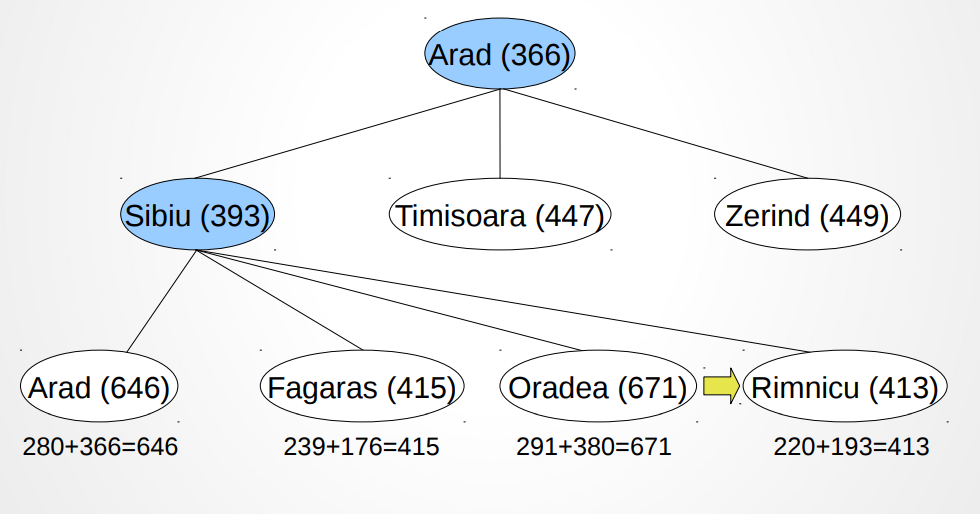 Arad (366)
Sibiu (393)
Timisoara (447)
Zerind (449)
Arad (646)
Fagaras (415)
Oradea (671)
Rimnicu (413)
280+366=646
239+176=415
291+380=671
220+193=413